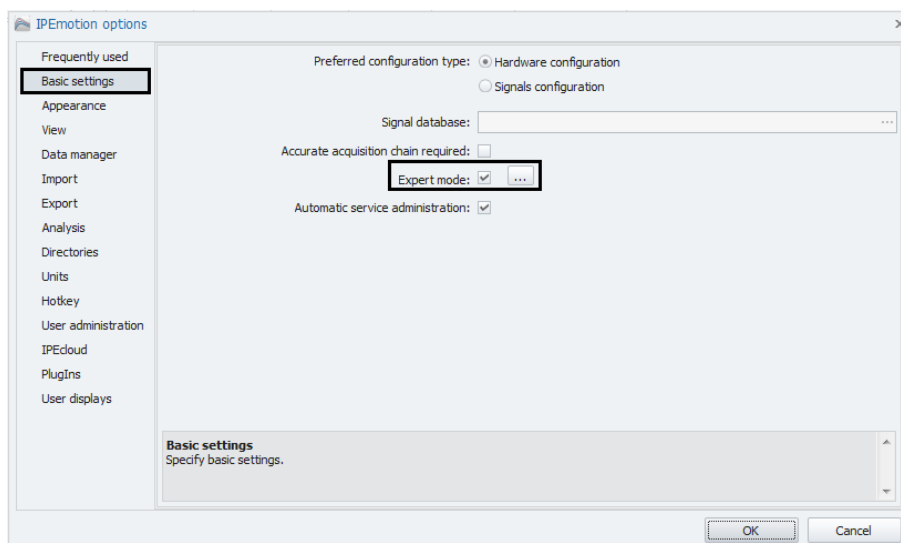 IPEmotion options
Frequently used
Basic settings
Appearance
View
Data manager
Import
Export
Analysis
Directories
Units
Hotkey
User administration
IPEcloud
PlugIns
User displays
Preferred configuration type: Hardware configuration
Signals configuration
Signal database: ...
Accurate acquisition chain required:
Expert mode: ...
Automatic service administration:
Basic settings
Specify basic settings.
OK Cancel